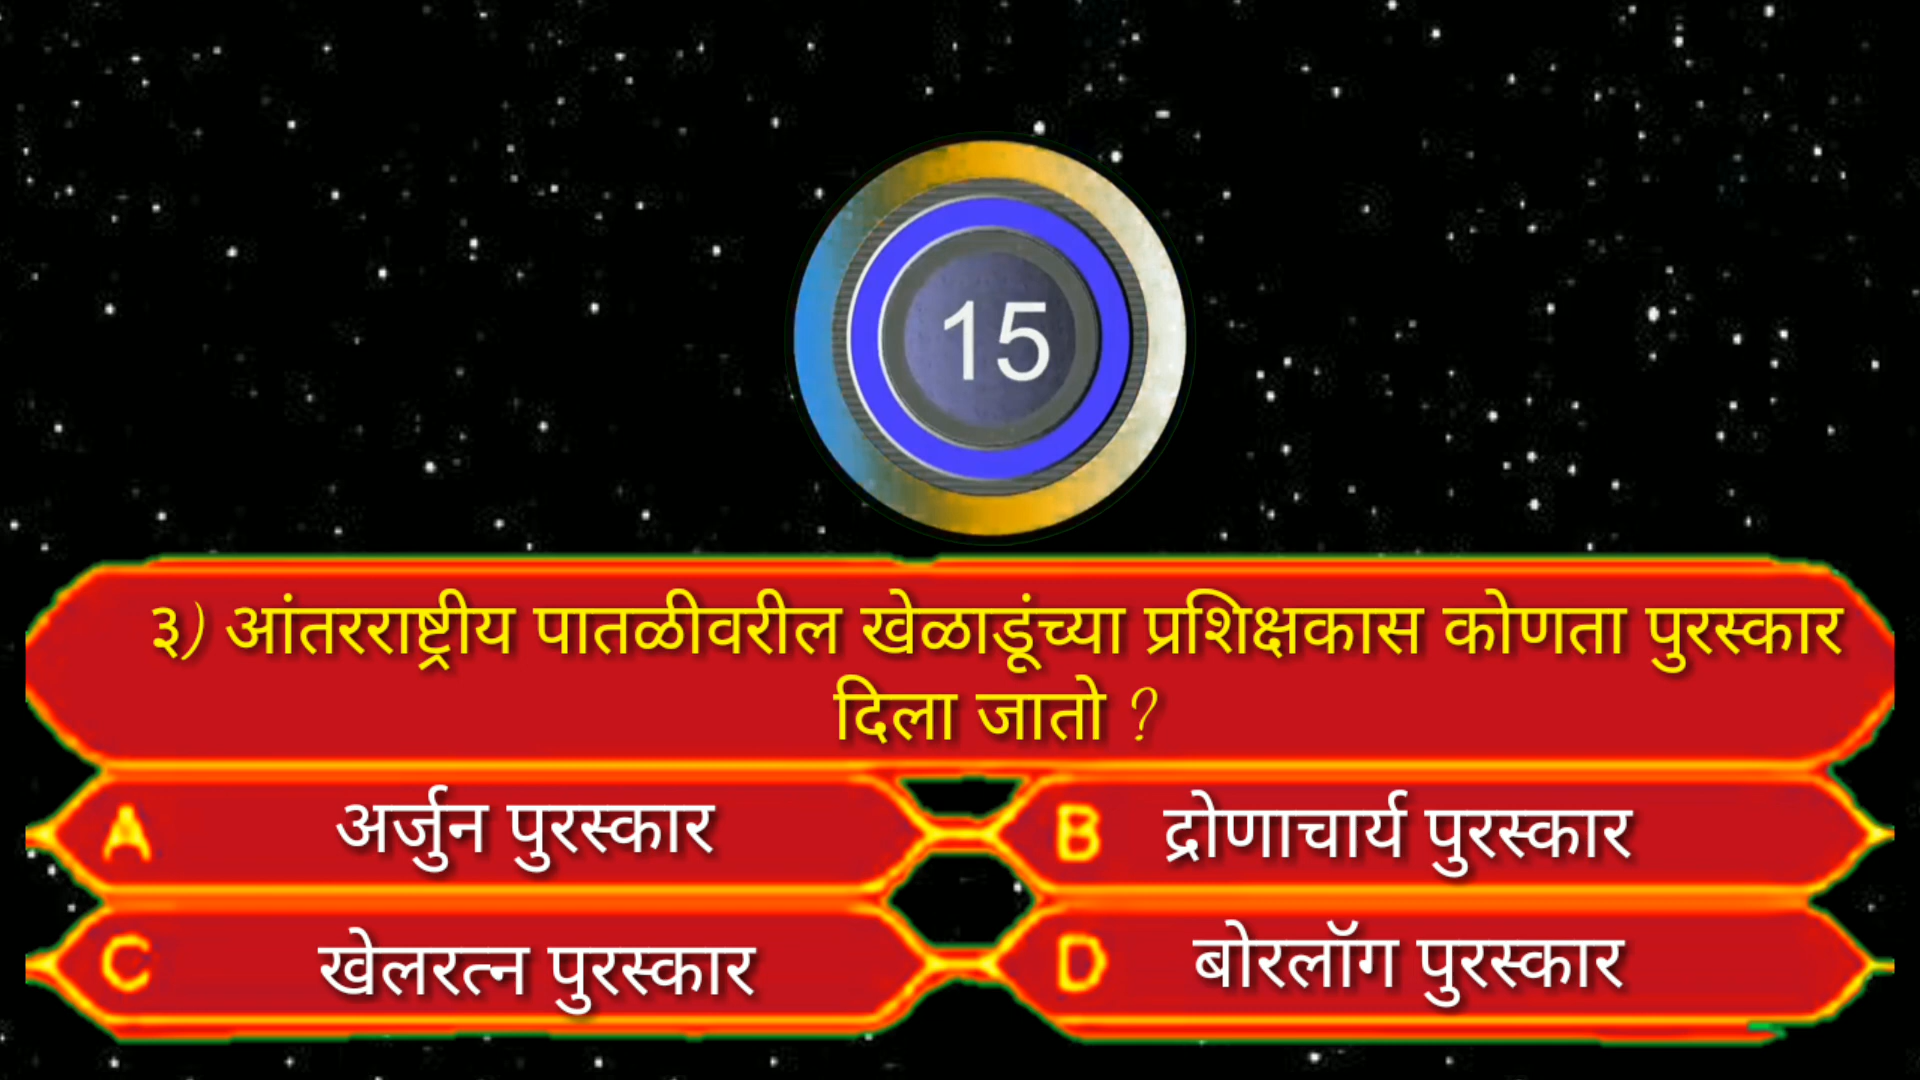 15
३) आंतरराष्ट्रीय पातळीवरील खेळाडूंच्या प्रशिक्षकास कोणता पुरस्कार
दिला जातो ?
A अर्जुन पुरस्कार
B द्रोणाचार्य पुरस्कार
C खेलरत्न पुरस्कार
D बोरलॉग पुरस्कार